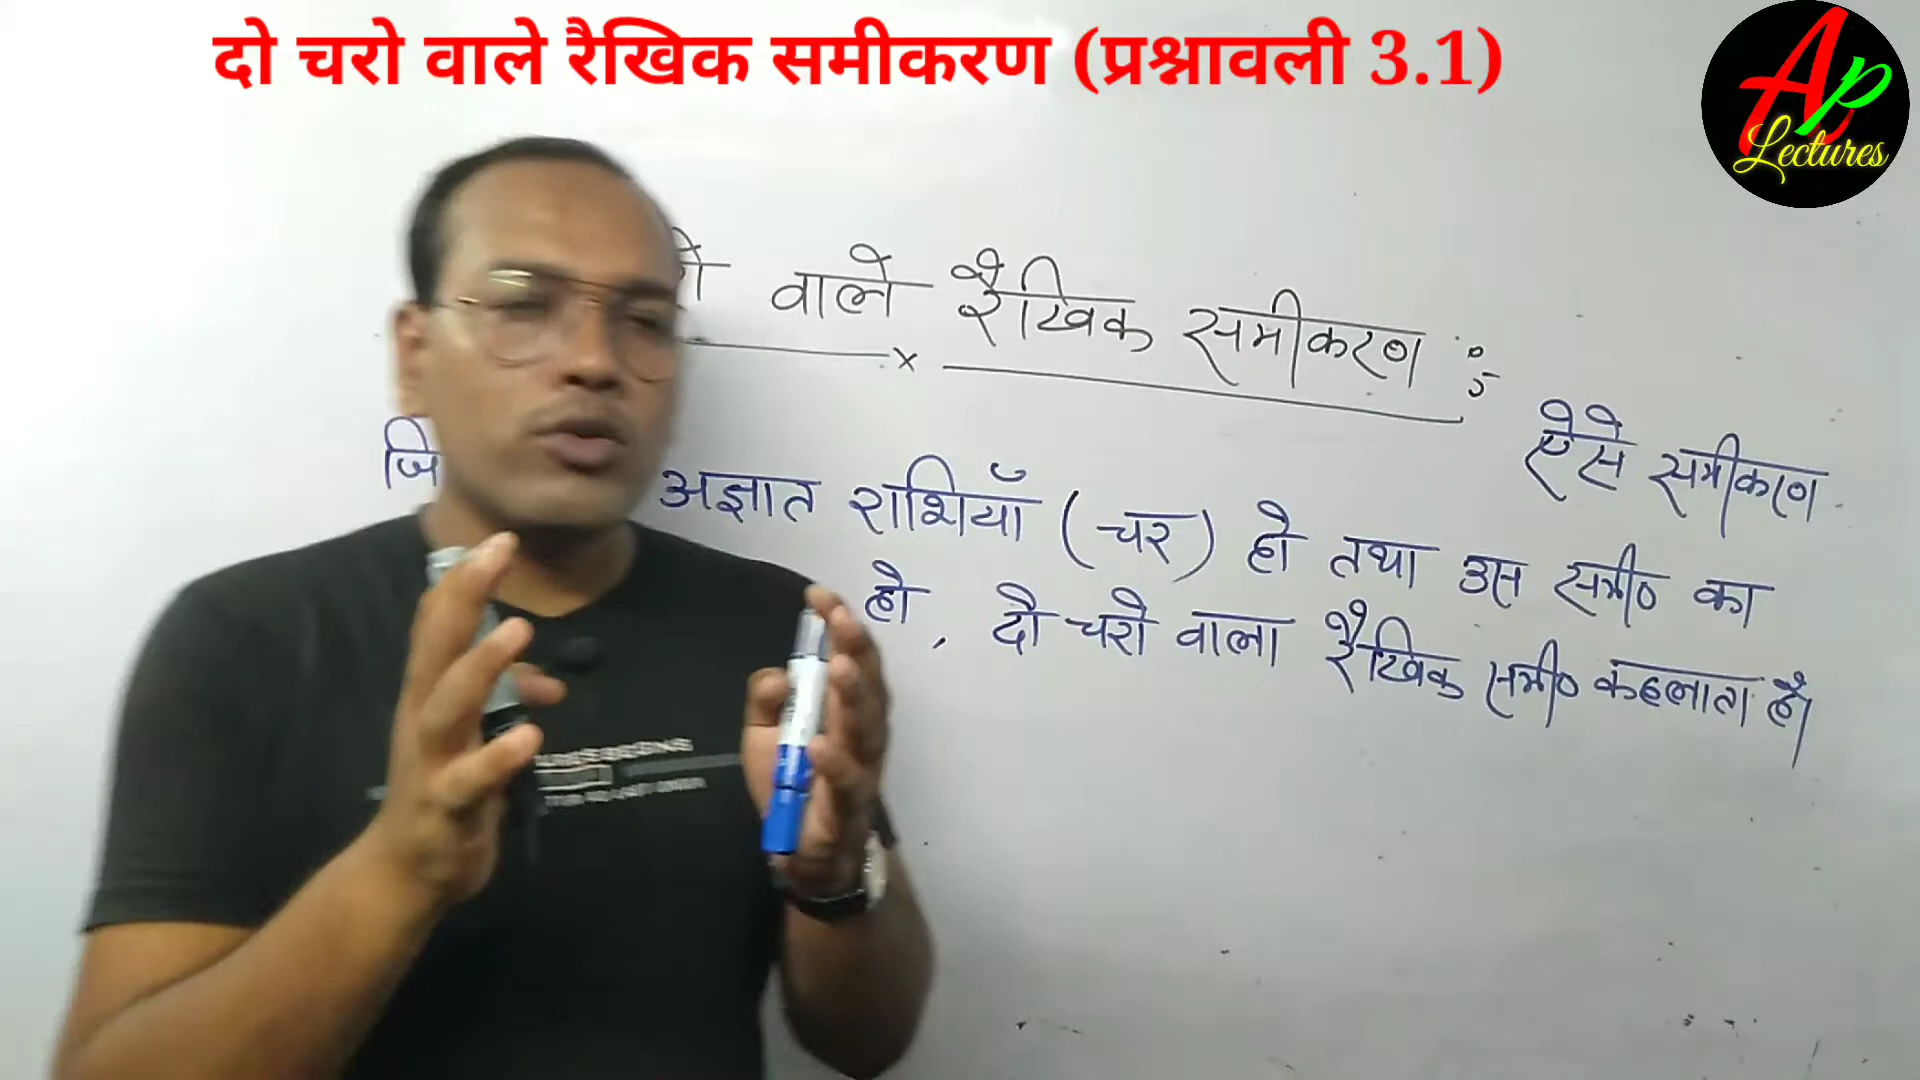 दो चरो वाले रैखिक समीकरण (प्रश्नावली 3.1)
AP
Lectures
वाले रैखिक समीकरण :
ऐसे समीकरण
जि अज्ञात राशियाँ (चर) हो तथा उस समी० का
हो, दो चरो वाला रैखिक समी० कहलाता है।